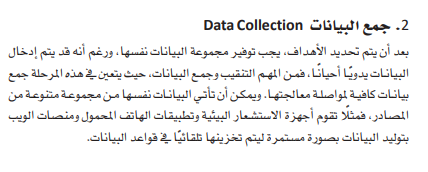 2. جمع البيانات Data Collection
بعد أن يتم تحديد الأهداف، يجب توفير مجموعة البيانات نفسها، ورغم أنه قد يتم إدخال
البيانات يدويًا أحيانًا، فمن المهم التنقيب وجمع البيانات، حيث يتعين في هذه المرحلة جمع
بيانات كافية لمواصلة معالجتها. ويمكن أن تأتي البيانات نفسها من مجموعة متنوعة من
المصادر، فمثلًا تقوم أجهزة الاستشعار البيئية وتطبيقات الهاتف المحمول ومنصات الويب
بتوليد البيانات بصورة مستمرة ليتم تخزينها تلقائيًا في قواعد البيانات.